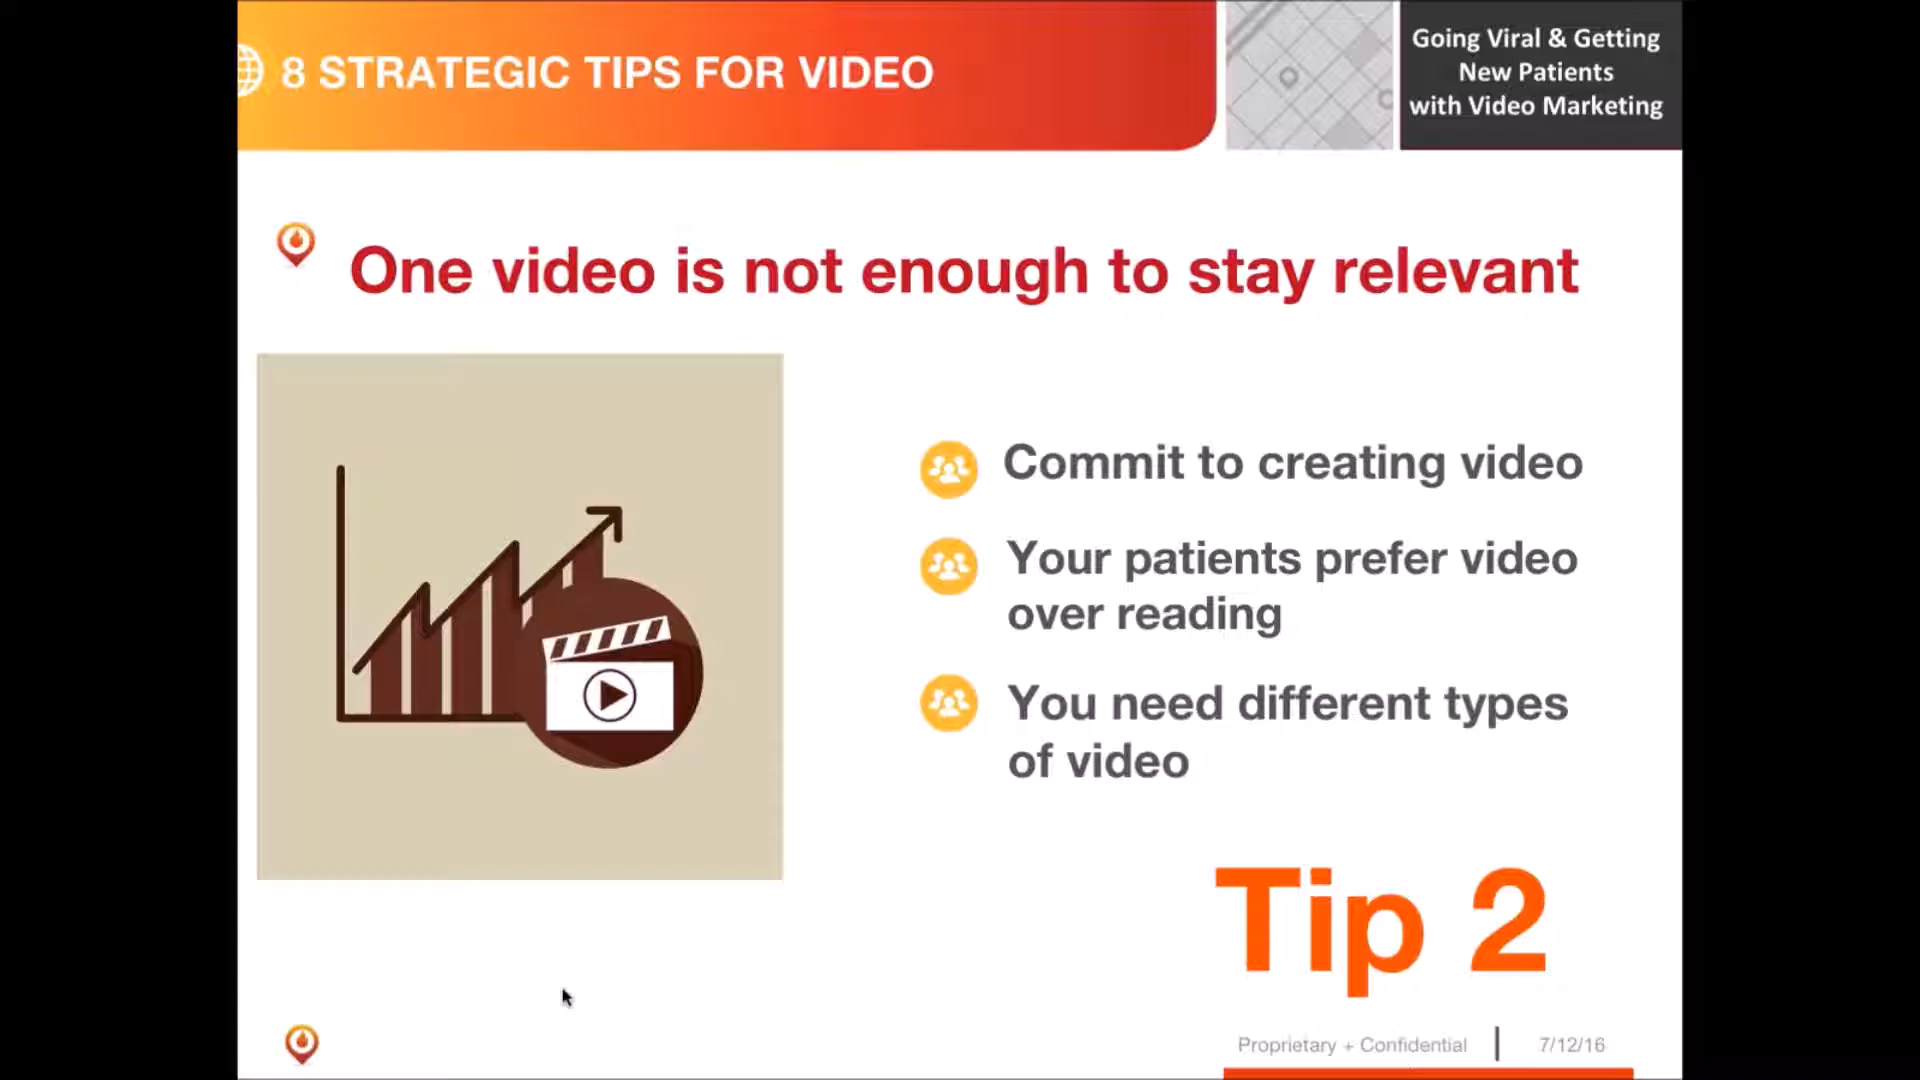 8 STRATEGIC TIPS FOR VIDEO
Going Viral & Getting
New Patients
with Video Marketing
One video is not enough to stay relevant
Commit to creating video
Your patients prefer video
over reading
You need different types
of video
Tip 2
Proprietary + Confidential
7/12/16